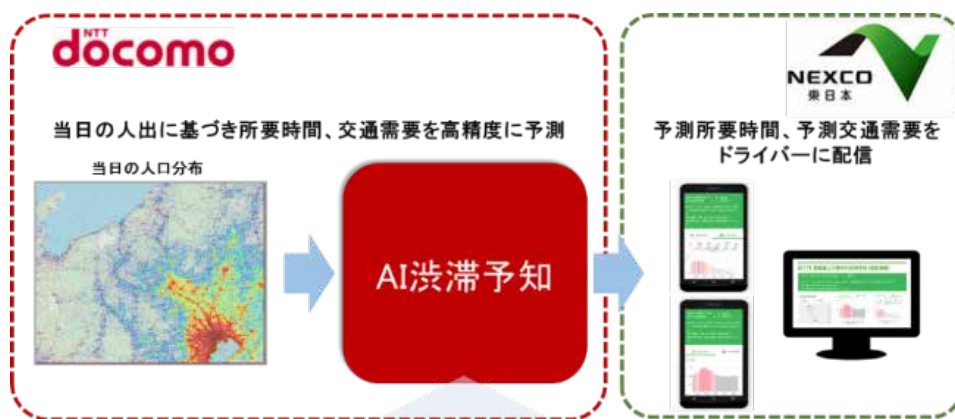 NTT
döcomo
当日の人出に基づき所要時間、交通需要を高精度に予測
当日の人口分布
AI渋滞予知
NEXCO
東日本
予測所要時間、予測交通需要を
ドライバーに配信